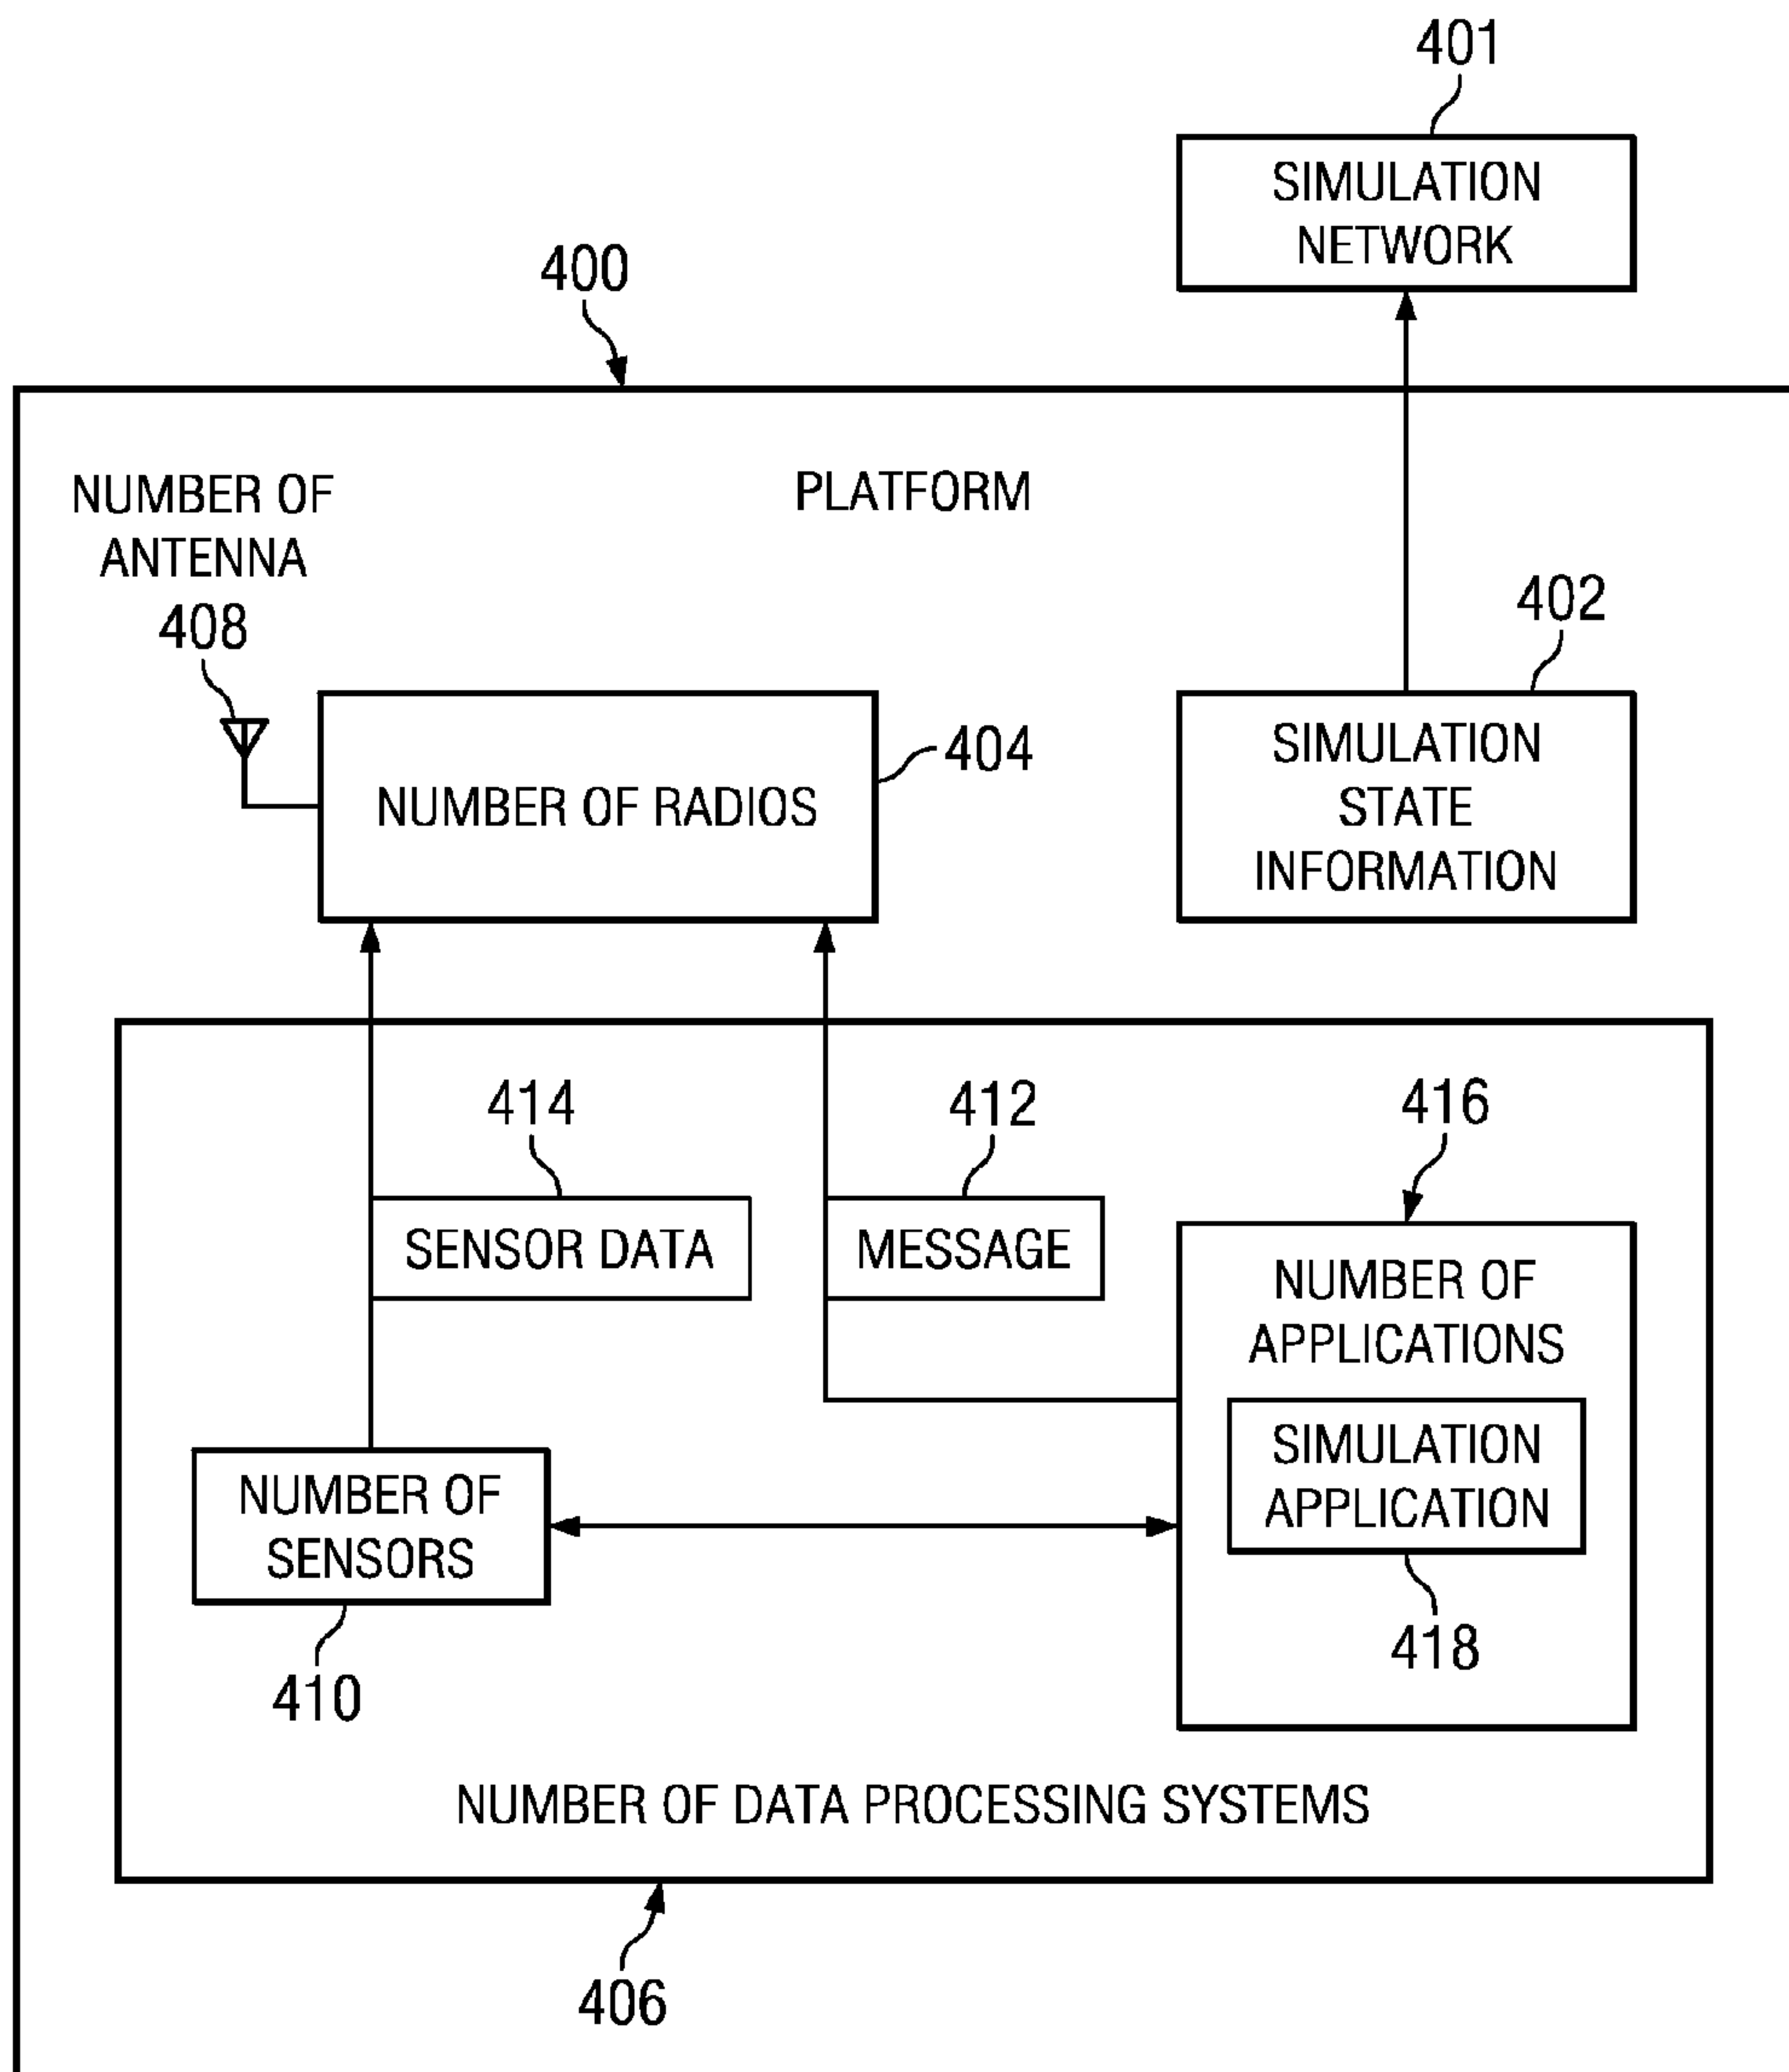 401
SIMULATION
NETWORK
400
PLATFORM
NUMBER OF
ANTENNA
408
402
NUMBER OF RADIOS
404
SIMULATION
STATE
INFORMATION
414
412
416
SENSOR DATA
MESSAGE
NUMBER OF
APPLICATIONS
SIMULATION
APPLICATION
418
NUMBER OF
SENSORS
410
NUMBER OF DATA PROCESSING SYSTEMS
406